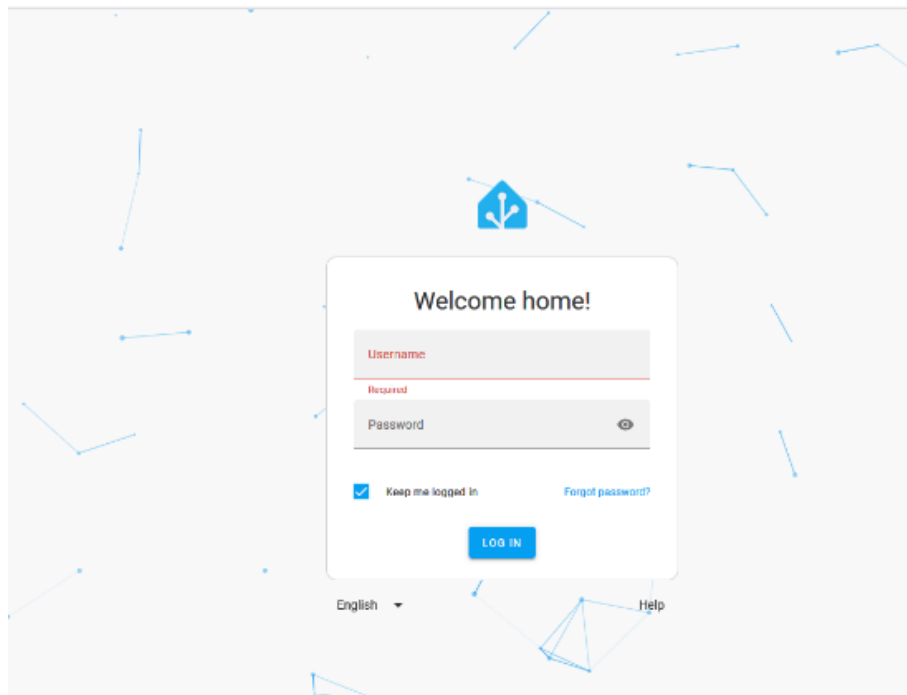 Welcome home!
Username
Required
Password
Keep me logged in
Forgot password?
LOG IN
English
Help